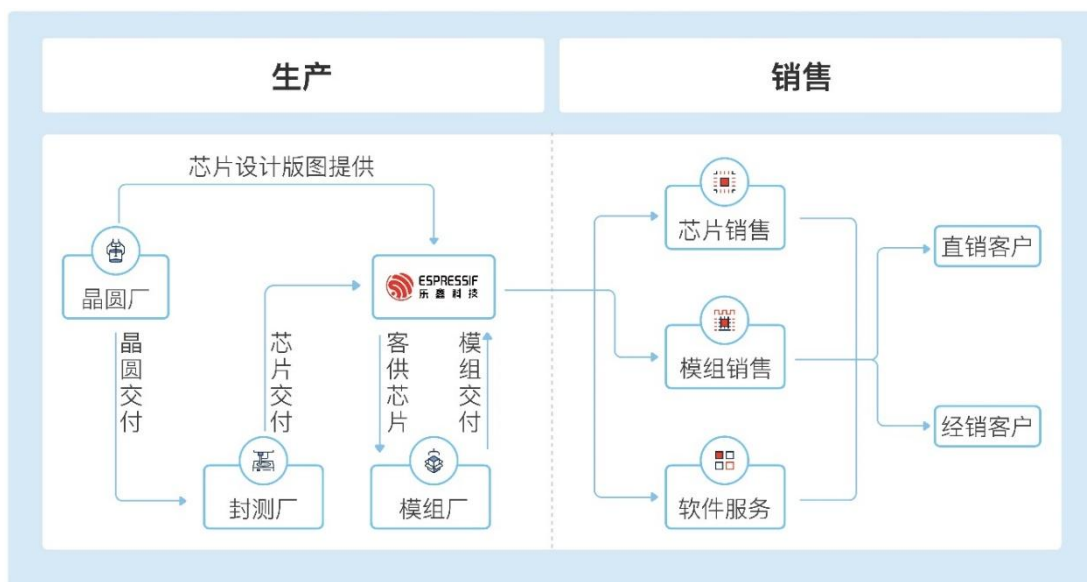 生产
销售
芯片设计版图提供
晶圆厂
ESPRESSIF
乐鑫科技
晶圆交付
芯片交付
客供芯片
模组交付
封测厂
模组厂
芯片销售
模组销售
软件服务
直销客户
经销客户